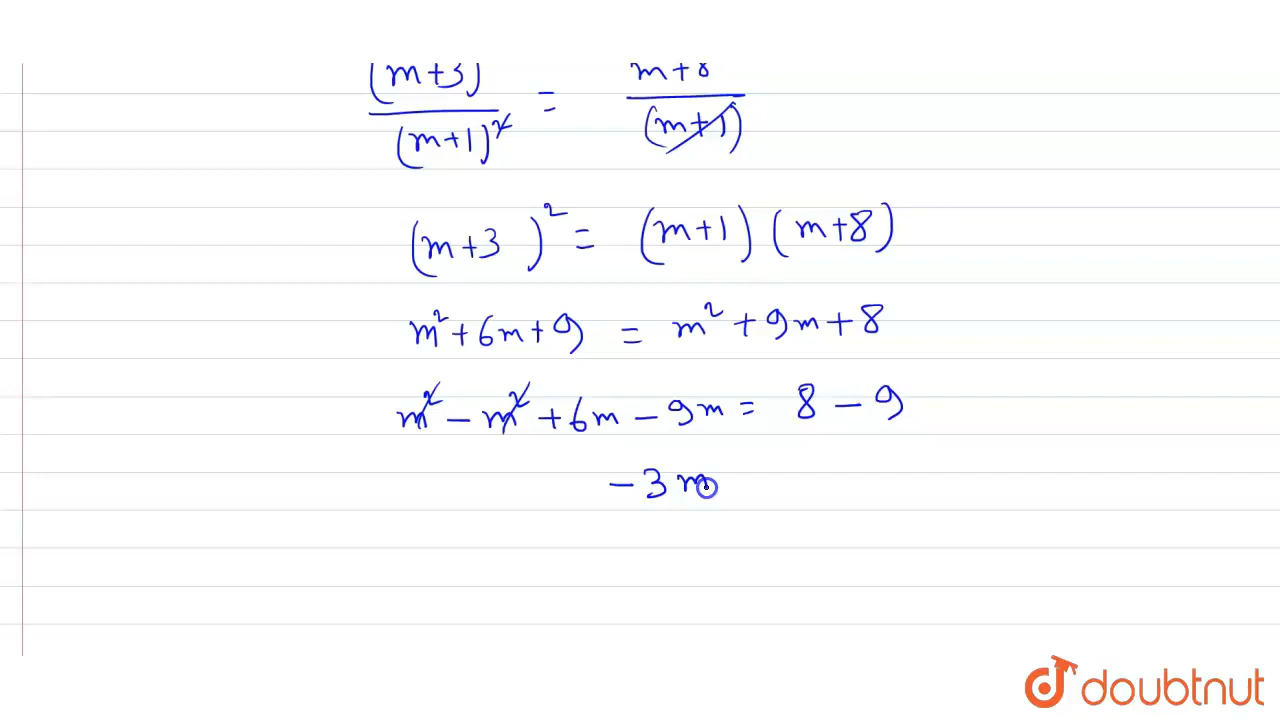 (m+3) / (m+1)² = m+8 / (m+1)
(m+3)² = (m+1)(m+8)
m²+6m+9 = m²+9m+8
m² - m² + 6m - 9m = 8 - 9
-3m
doubtnut